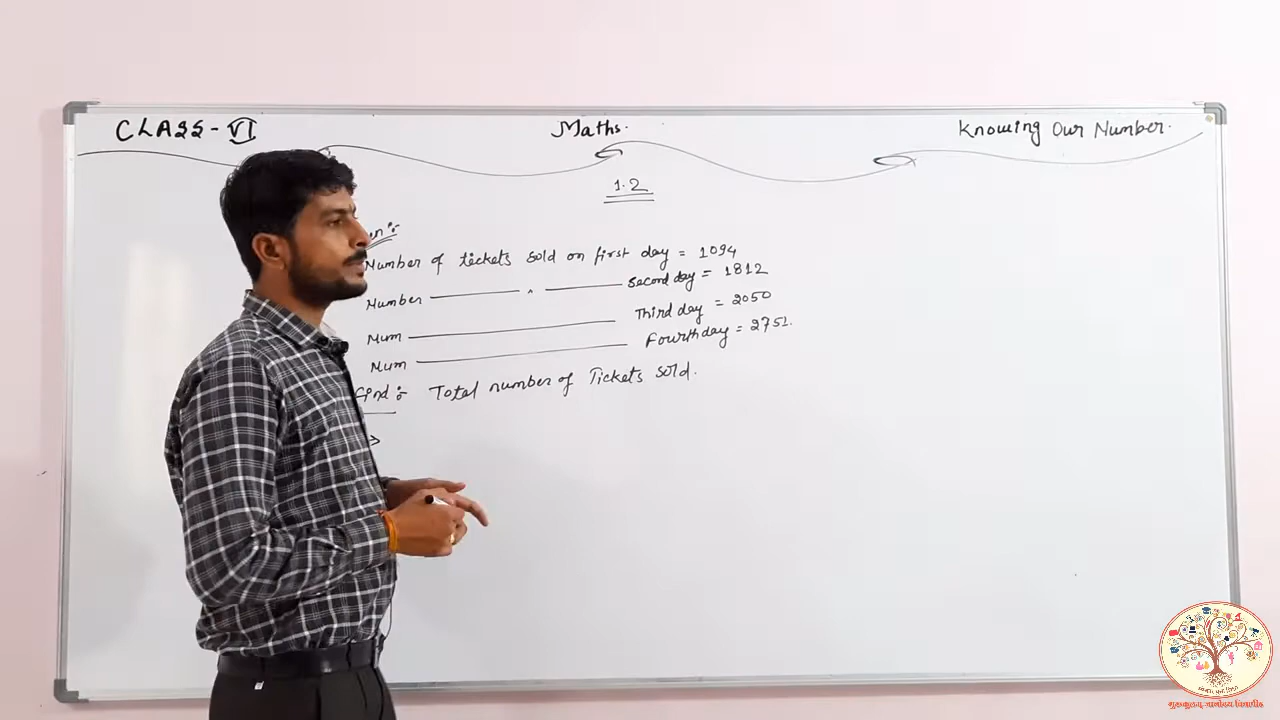 CLASS-VI
Maths.
Knowing Our Number.
1.2
Number of tickets sold on first day = 1094
Number ——— " ——— Second day = 1812
Num ——— Third day = 2050
Num ——— Fourth day = 2751.
Find : Total number of Tickets sold.
→